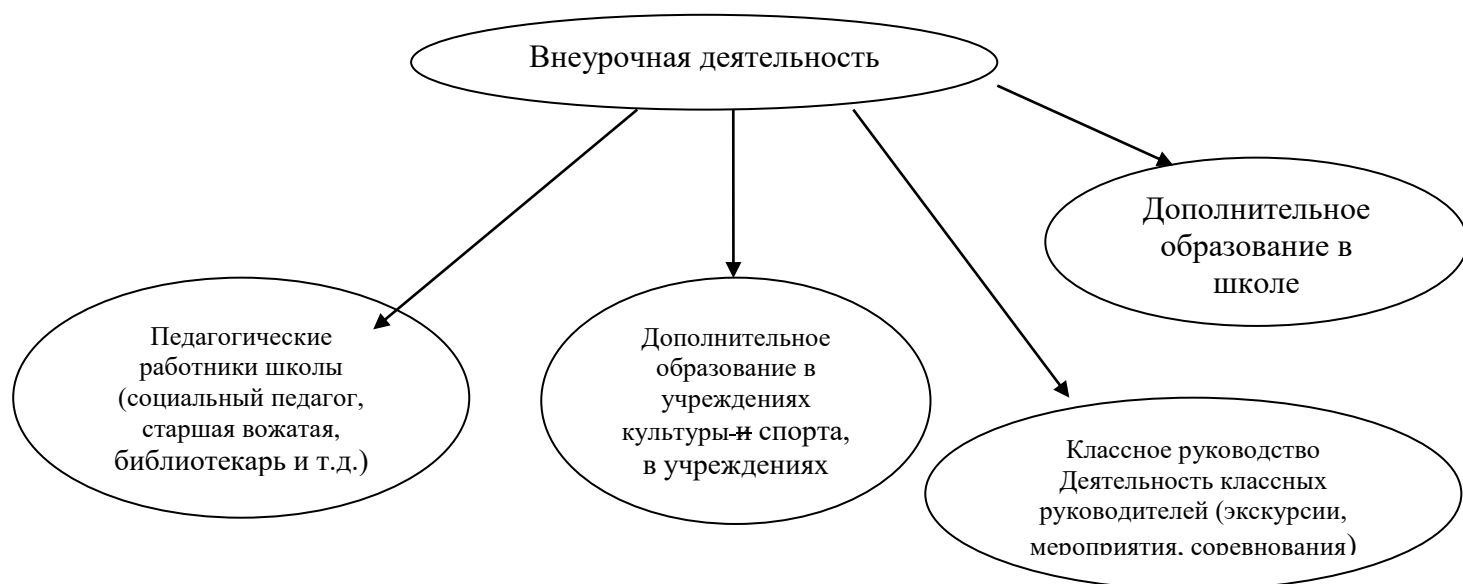 Внеурочная деятельность
Дополнительное
образование в
школе
Педагогические
работники школы
(социальный педагог,
старшая вожатая,
библиотекарь и т.д.)
Дополнительное
образование в
учреждениях
культуры и спорта,
в учреждениях
Классное руководство
Деятельность классных
руководителей (экскурсии,
мероприятия, соревнования)